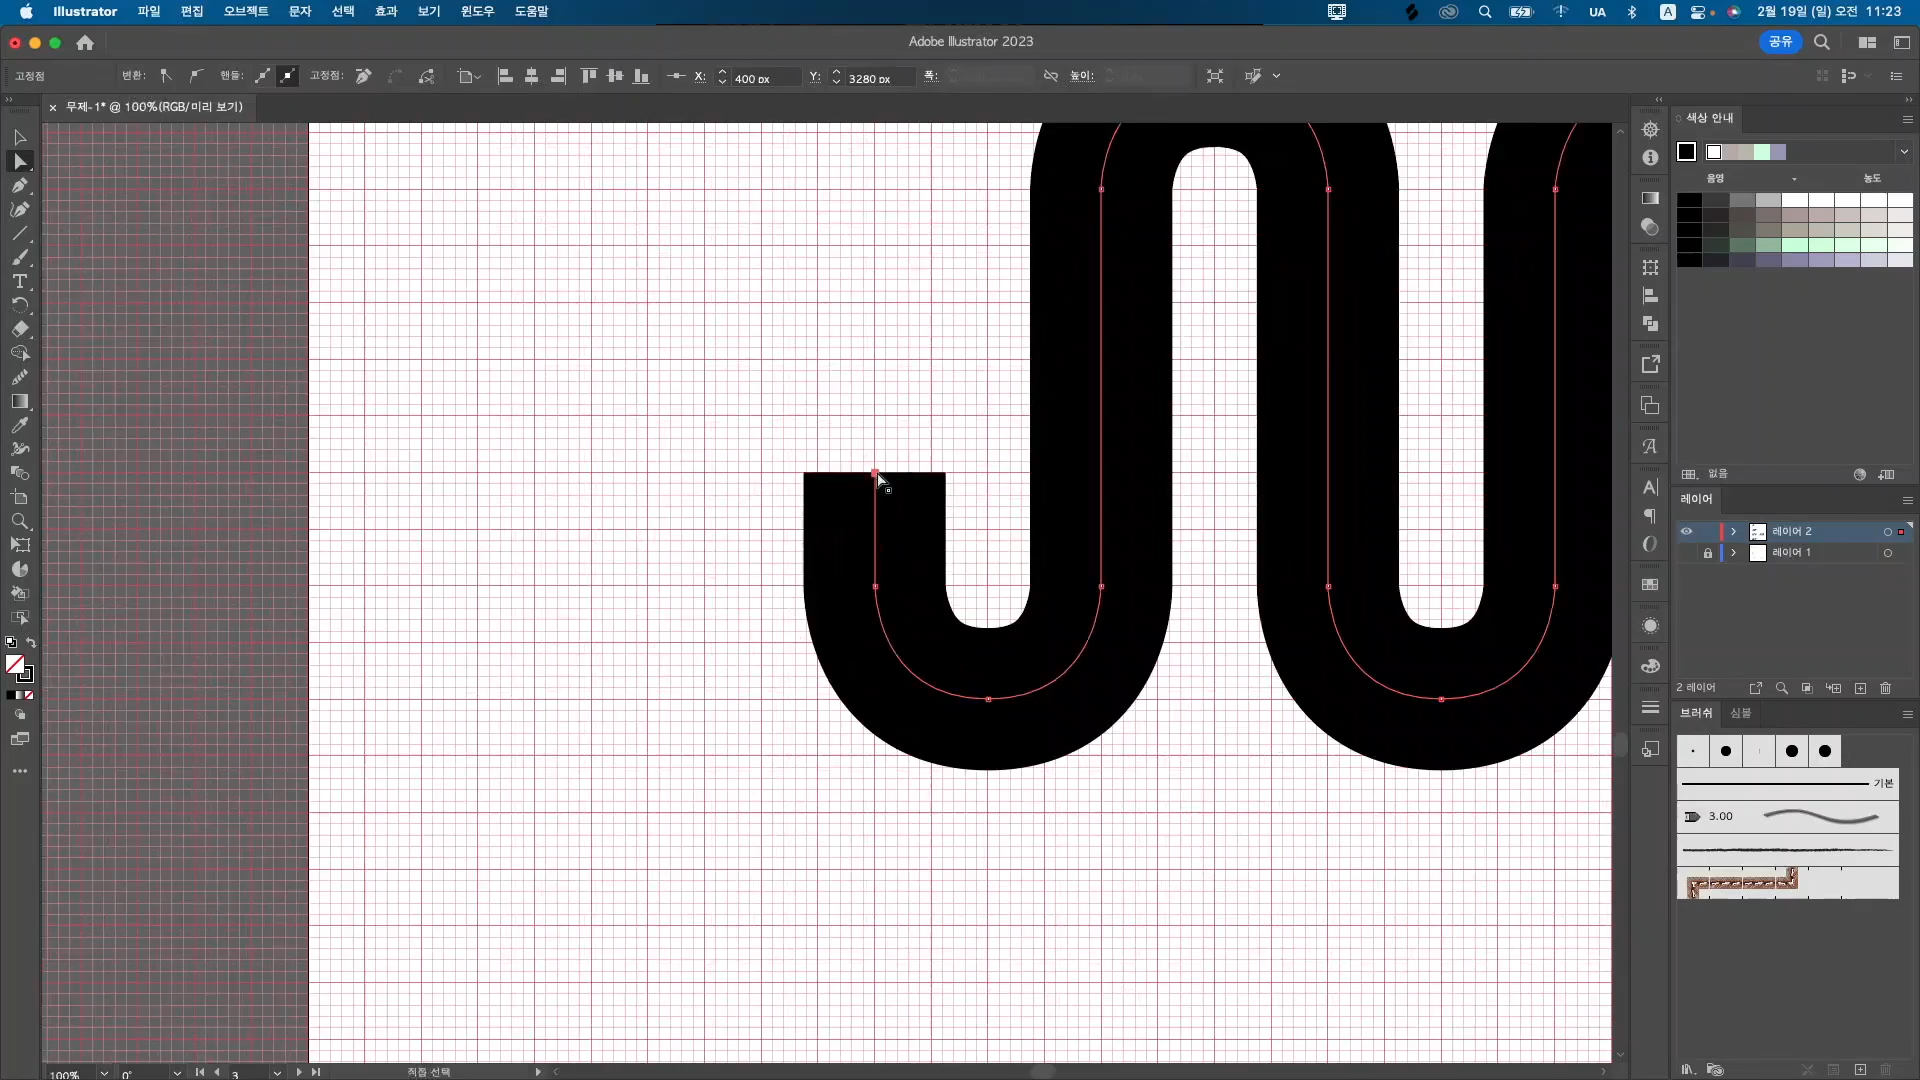 Illustrator 파일 편집 오브젝트 문자 선택 효과 보기 윈도우 도움말 UA A 2월 19일 (일) 오전 11:23
Adobe Illustrator 2023 공유
고정점 변환: 핸들: 고정점: X: 400 px Y: 3280 px 폭: 높이:
× 무제-1* @ 100%(RGB/미리 보기)
색상 안내
음영 농도
없음
레이어
레이어 2
레이어 1
2 레이어
브러쉬 심볼
기본
3.00
100% 0° 3 직접 선택